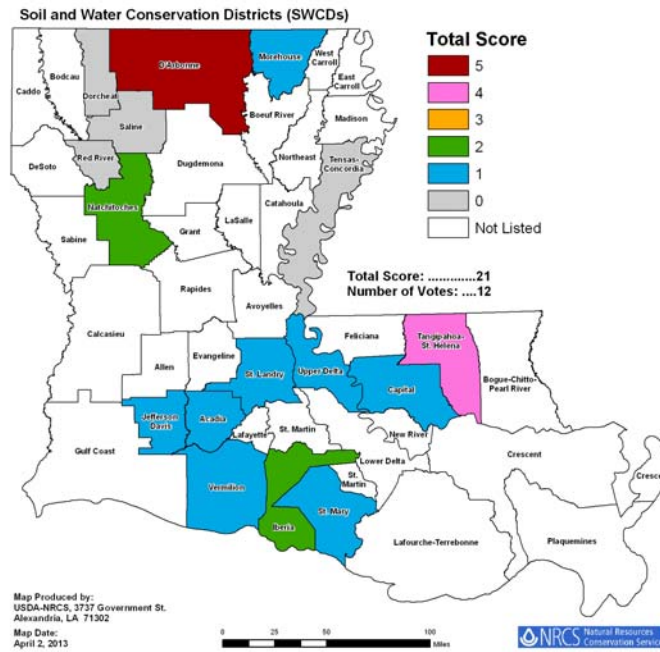 Soil and Water Conservation Districts (SWCDs)
Total Score
5
4
3
2
1
0
Not Listed
Total Score: .............21
Number of Votes: ....12
Caddo
Bodcau
Dorcheat
D'Arbonne
Morehouse
West
Carroll
East
Carroll
Saline
Boeuf River
Madison
DeSoto
Red River
Dugdemona
Northeast
Tensas-
Concordia
Natchitoches
Sabine
Grant
LaSalle
Catahoula
Rapides
Avoyelles
Calcasieu
Allen
Evangeline
St. Landry
Upper Delta
Feliciana
Tangipahoa-
St. Helena
Capital
Bogue-Chitto-
Pearl River
Jefferson
Davis
Acadia
Lafayette
St. Martin
New River
Gulf Coast
Lower Delta
Crescent
Vermilion
St.
Martin
Iberia
St. Mary
Lafourche-Terrebonne
Plaquemines
Map Produced by:
USDA-NRCS, 3737 Government St.
Alexandria, LA 71302
Map Date:
April 2, 2013
0 25 50 100
Miles
NRCS Natural Resources
Conservation Service